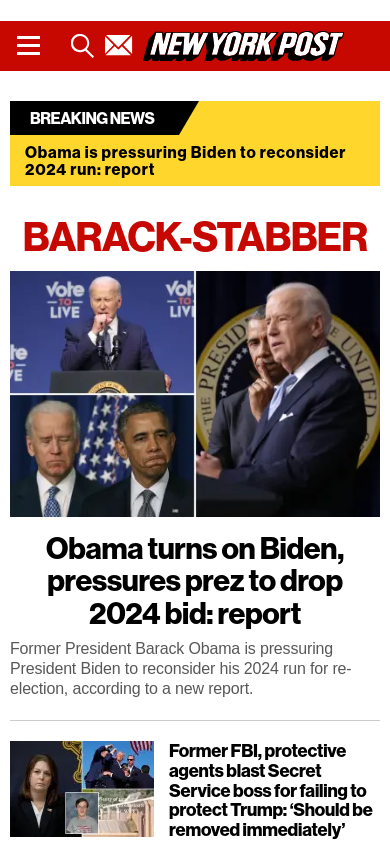 NEW YORK POST
BREAKING NEWS
Obama is pressuring Biden to reconsider
2024 run: report
BARACK-STABBER
Vote
TO
LIVE
Obama turns on Biden,
pressures prez to drop
2024 bid: report
Former President Barack Obama is pressuring
President Biden to reconsider his 2024 run for re-
election, according to a new report.
Former FBI, protective
agents blast Secret
Service boss for failing to
protect Trump: ‘Should be
removed immediately’